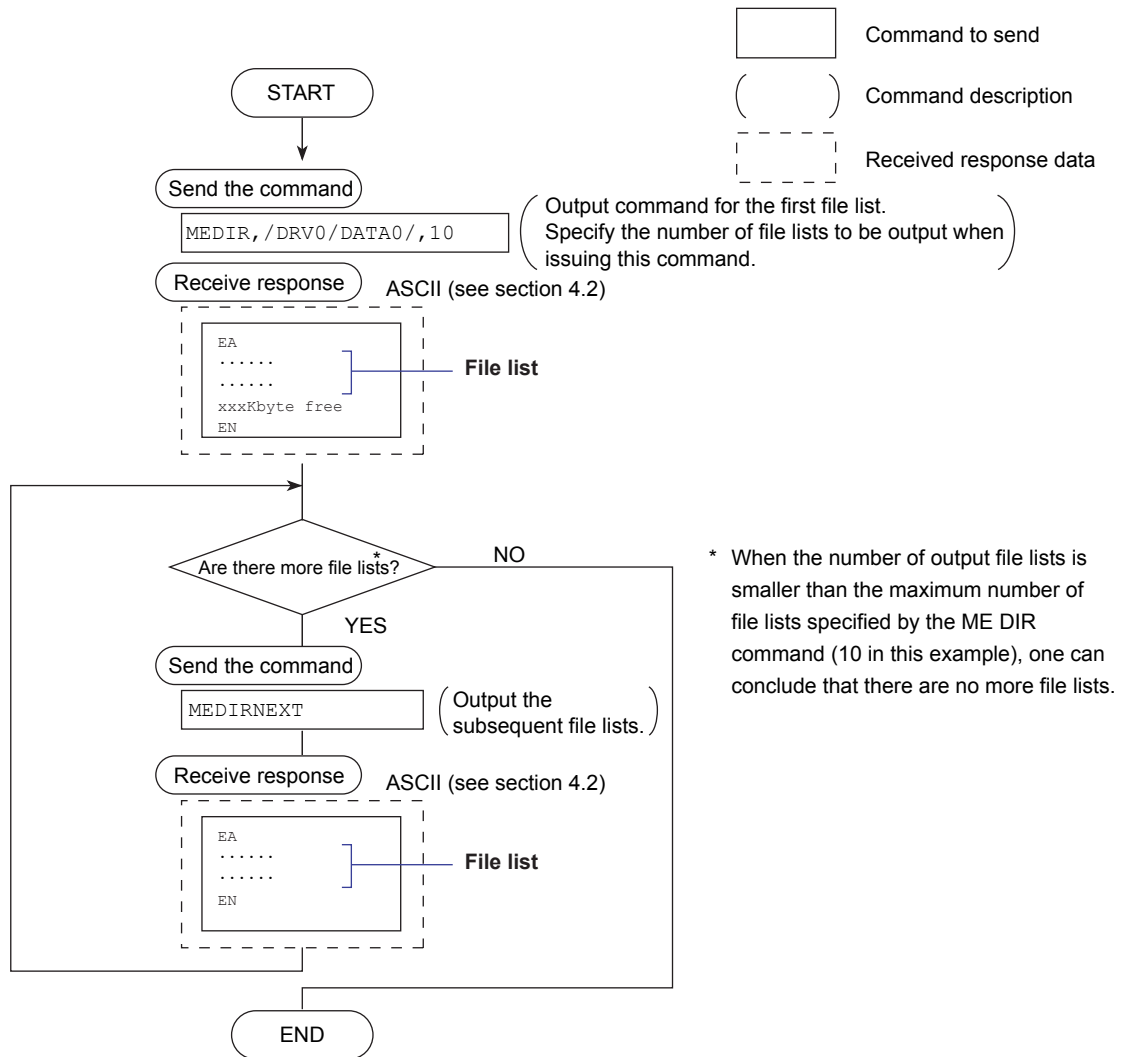 Command to send
START
Command description
Received response data
Send the command
MEDIR,/DRV0/DATA0/,10
Output command for the first file list.
Specify the number of file lists to be output when
issuing this command.
Receive response
ASCII (see section 4.2)
EA
......
......
xxxKbyte free
EN
File list
Are there more file lists?*
NO
YES
* When the number of output file lists is
smaller than the maximum number of
file lists specified by the ME DIR
command (10 in this example), one can
conclude that there are no more file lists.
Send the command
MEDIRNEXT
Output the
subsequent file lists.
Receive response
ASCII (see section 4.2)
EA
......
......
EN
File list
END